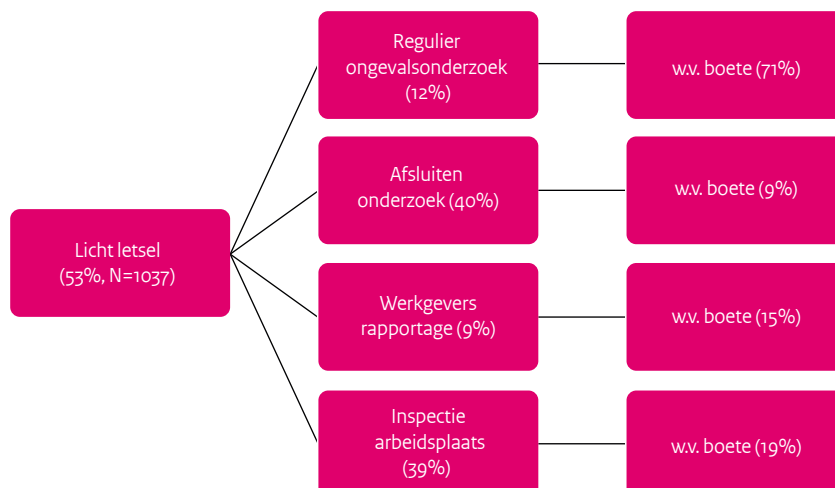 Licht letsel
(53%, N=1037)
Regulier
ongevalsonderzoek
(12%)
w.v. boete (71%)
Afsluiten
onderzoek (40%)
w.v. boete (9%)
Werkgevers
rapportage (9%)
w.v. boete (15%)
Inspectie
arbeidsplaats
(39%)
w.v. boete (19%)